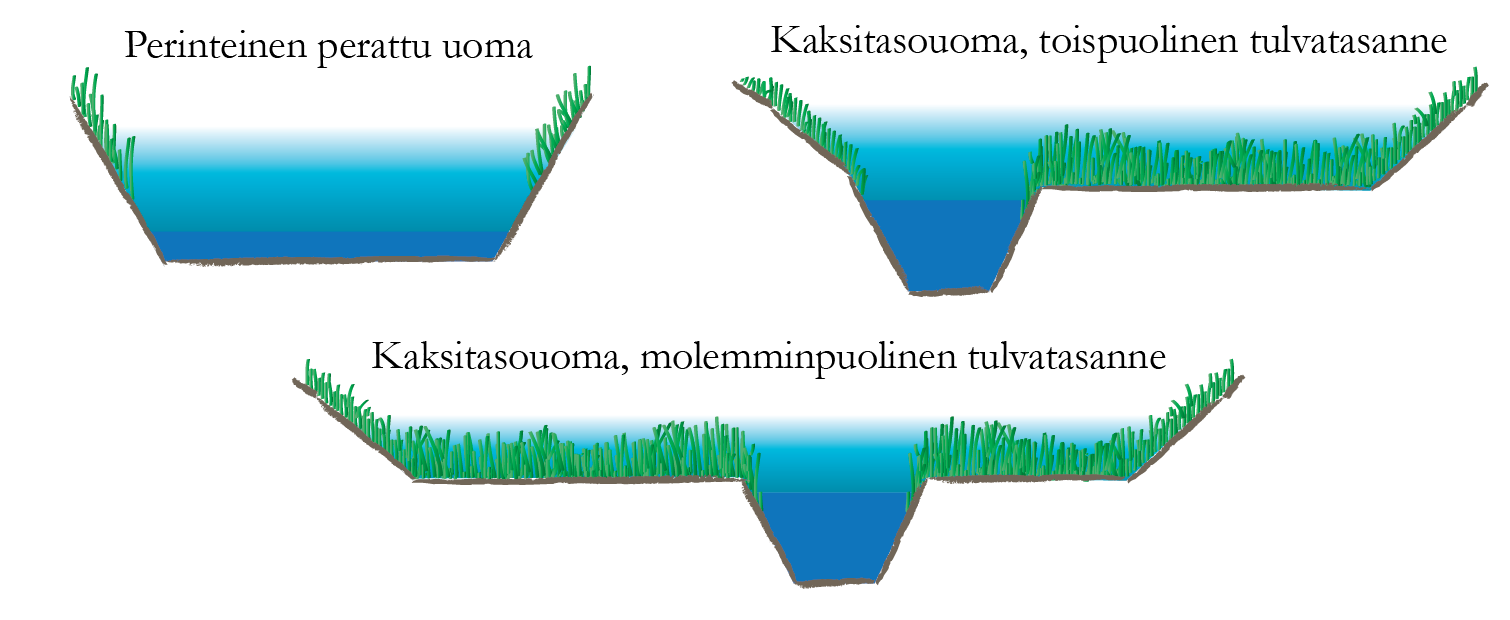 Perinteinen perattu uoma
Kaksitasouoma, toispuolinen tulvatasanne
Kaksitasouoma, molemminpuolinen tulvatasanne